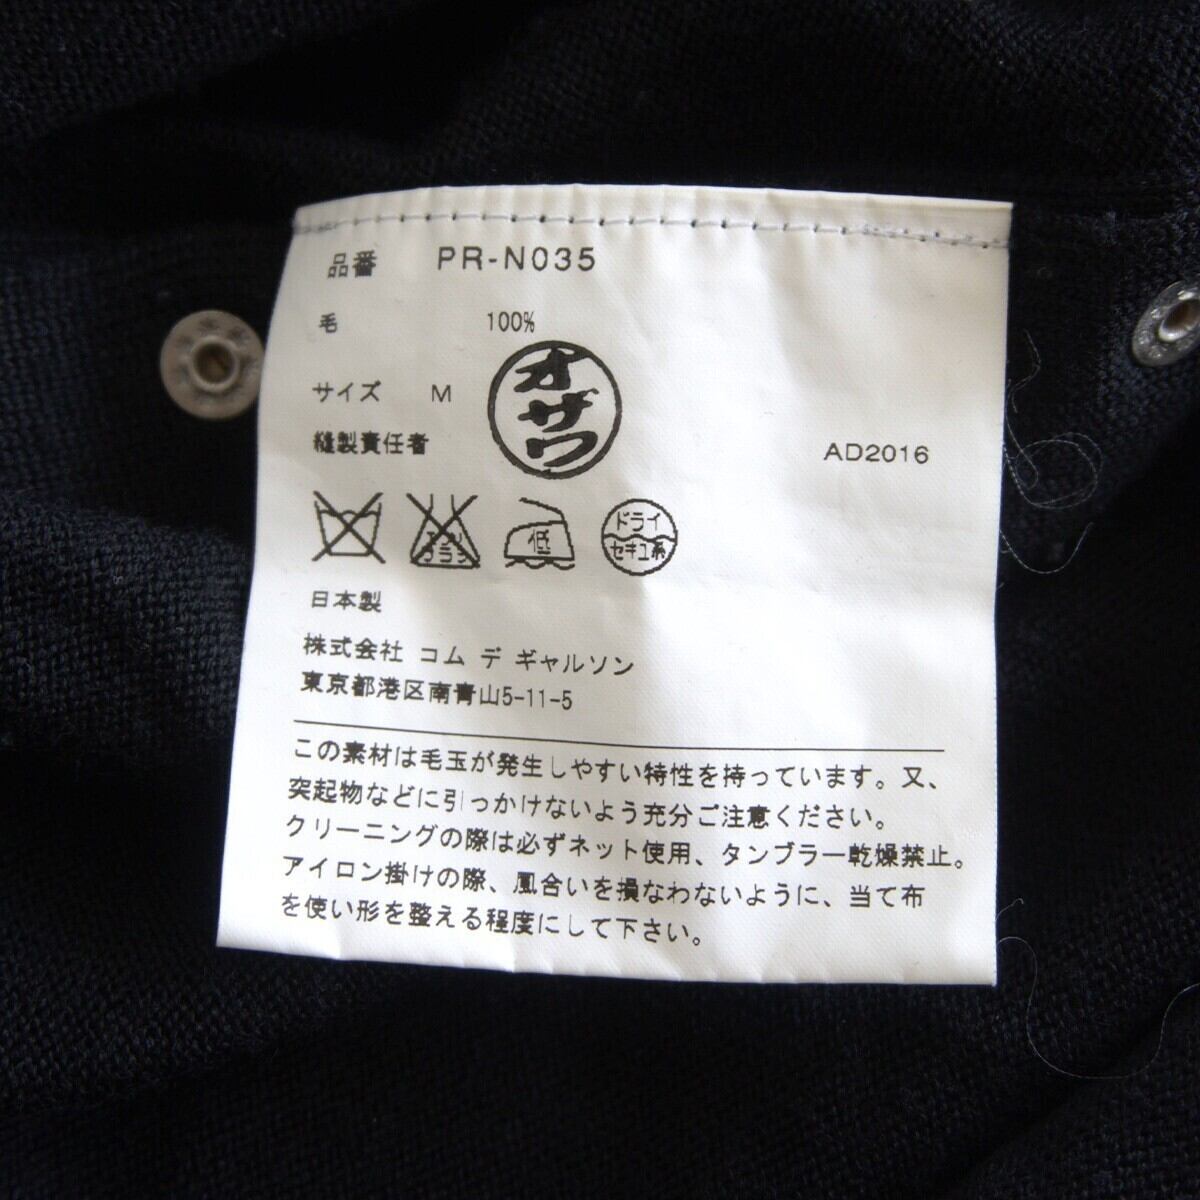 品番 PR-N035
毛 100%
オザワ
サイズ M
縫製責任者
AD2016
エンソ サラシ
低
ドライ
セキユ系
日本製
株式会社 コム デ ギャルソン
東京都港区南青山5-11-5
この素材は毛玉が発生しやすい特性を持っています。又、
突起物などに引っかけないよう充分ご注意ください。
クリーニングの際は必ずネット使用、タンブラー乾燥禁止。
アイロン掛けの際、風合いを損なわないように、当て布
を使い形を整える程度にして下さい。